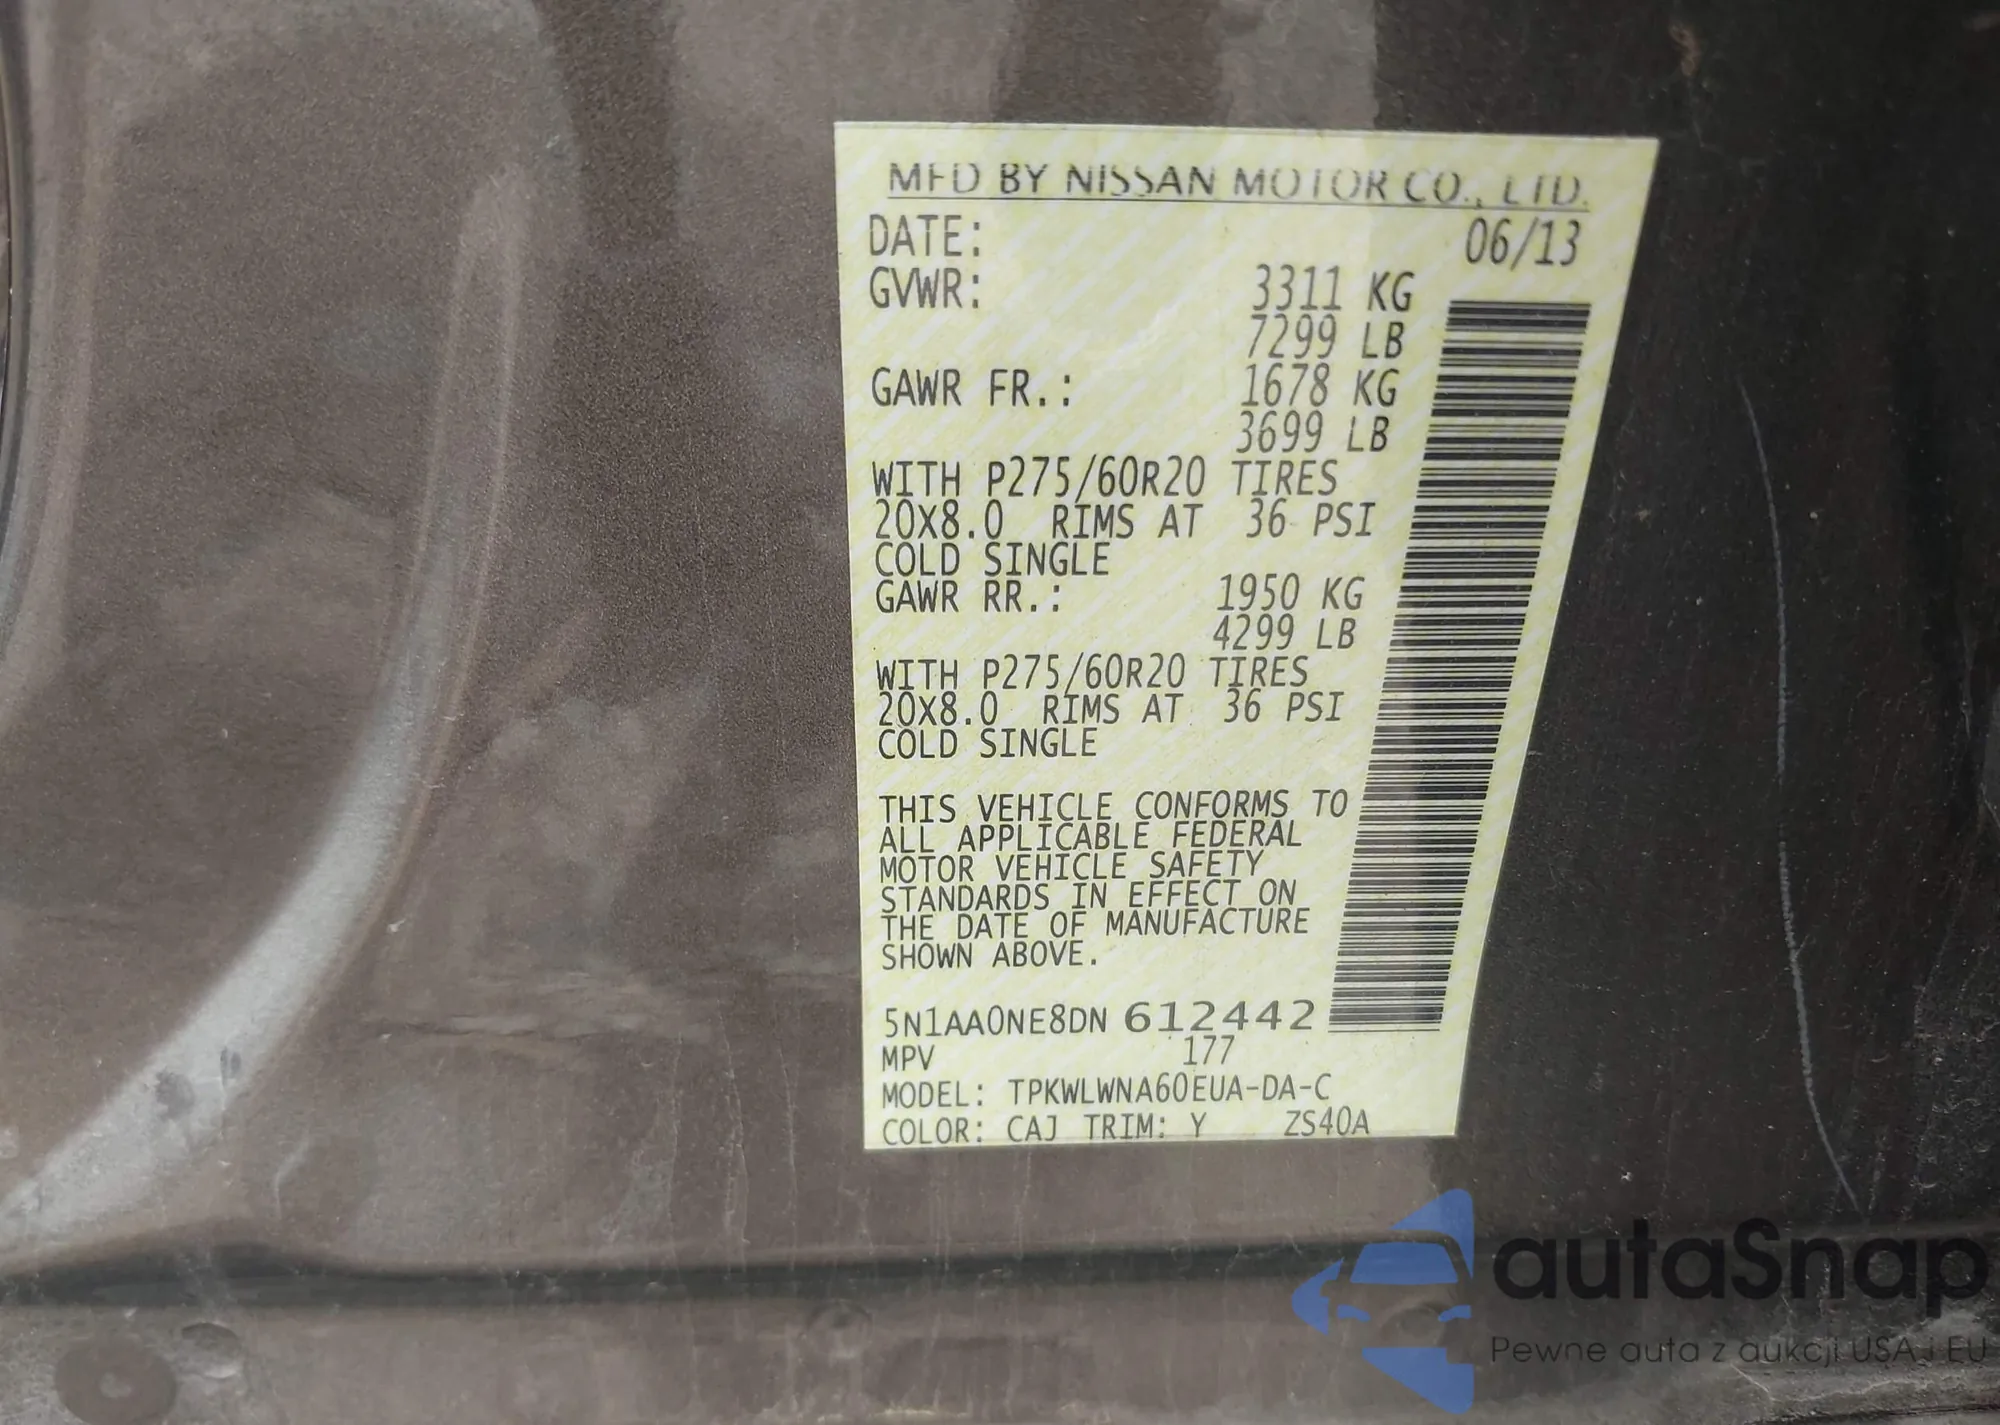 MFD BY NISSAN MOTOR CO., LTD.
DATE: 06/13
GVWR: 3311 KG
7299 LB
GAWR FR.: 1678 KG
3699 LB
WITH P275/60R20 TIRES
20X8.0 RIMS AT 36 PSI
COLD SINGLE
GAWR RR.: 1950 KG
4299 LB
WITH P275/60R20 TIRES
20X8.0 RIMS AT 36 PSI
COLD SINGLE
THIS VEHICLE CONFORMS TO
ALL APPLICABLE FEDERAL
MOTOR VEHICLE SAFETY
STANDARDS IN EFFECT ON
THE DATE OF MANUFACTURE
SHOWN ABOVE.
5N1AA0NE8DN 612442
MPV 177
MODEL: TPKWLWNA60EUA-DA-C
COLOR: CAJ TRIM: Y ZS40A
autoSnap
Pewne auta z aukcji USA i EU